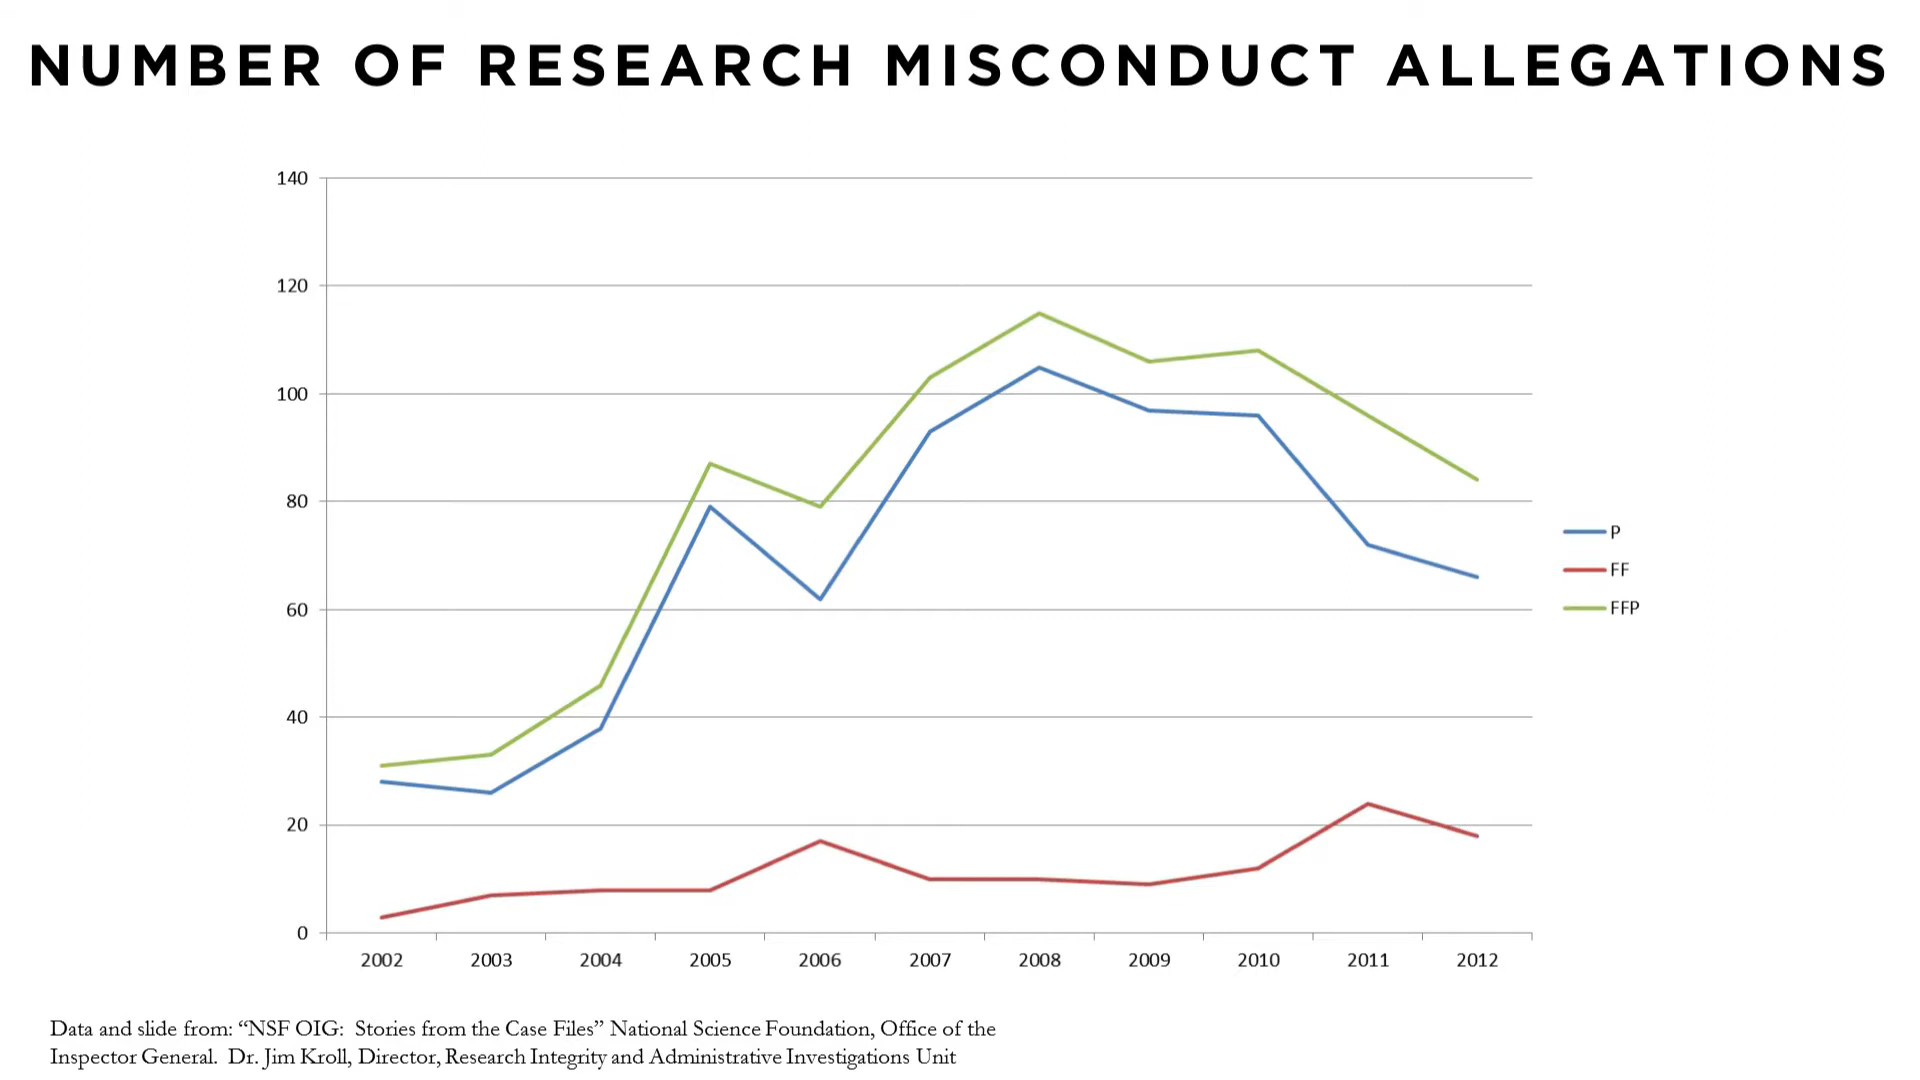 NUMBER OF RESEARCH MISCONDUCT ALLEGATIONS
140
120
100
80
60
40
20
0
2002 2003 2004 2005 2006 2007 2008 2009 2010 2011 2012
P
FF
FFP
Data and slide from: “NSF OIG:  Stories from the Case Files” National Science Foundation, Office of the
Inspector General.  Dr. Jim Kroll, Director, Research Integrity and Administrative Investigations Unit